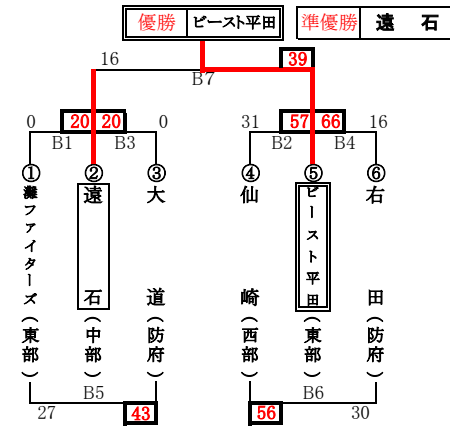 優勝 ビースト平田 準優勝 遠石
16 39
B7
0 20 20 0 31 57 66 16
B1 B3 B2 B4
① ② ③ ④ ⑤ ⑥
灘ファイターズ(東部)
遠石(中部)
大道(防府)
仙崎(西部)
ビースト平田(東部)
右田(防府)
B5 B6
27 43 56 30